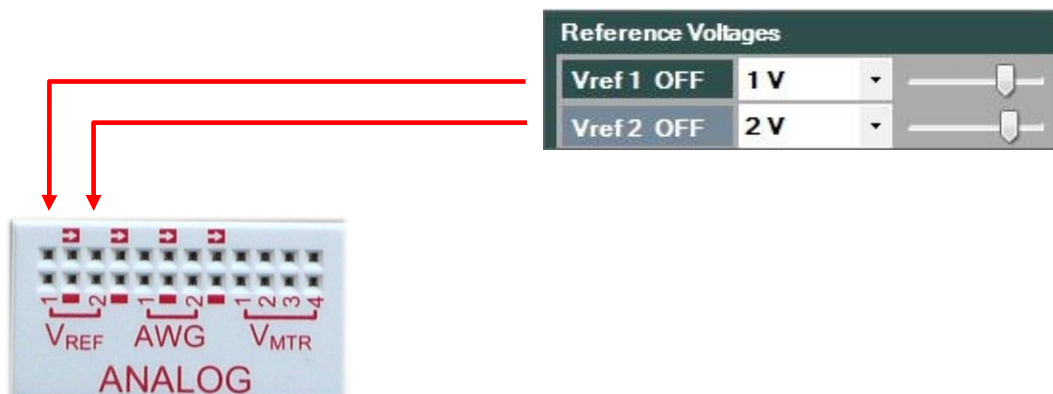 Reference Voltages
Vref 1 OFF 1 V
Vref 2 OFF 2 V
1 2 1 2 1 2 3 4
VREF AWG VMTR
ANALOG